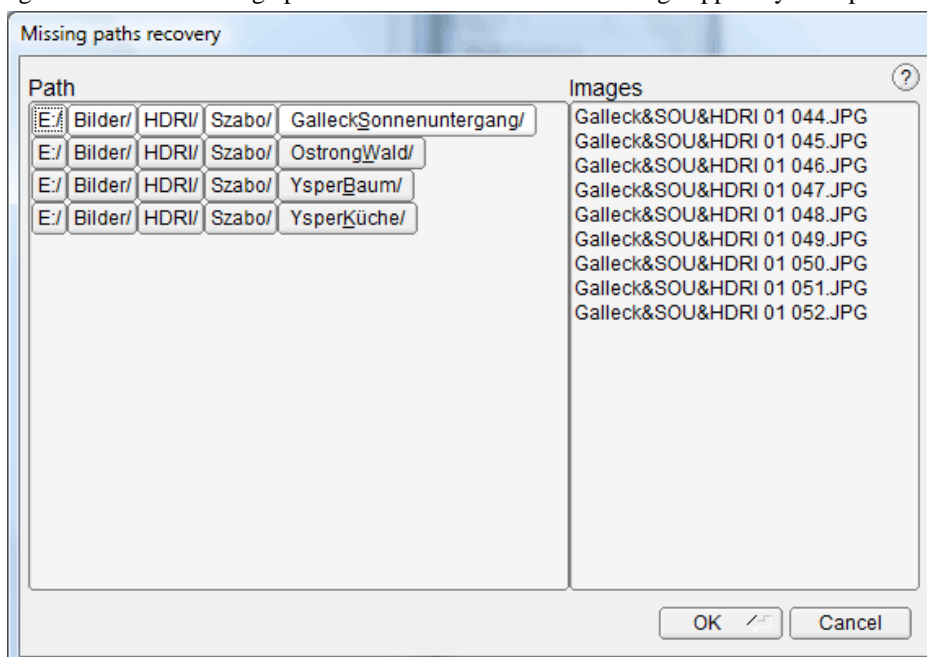 Missing paths recovery
Path
E:/ Bilder/ HDRI/ Szabo/ GalleckSonnenuntergang/
E:/ Bilder/ HDRI/ Szabo/ OstrongWald/
E:/ Bilder/ HDRI/ Szabo/ YsperBaum/
E:/ Bilder/ HDRI/ Szabo/ YsperKüche/
Images
?
Galleck&SOU&HDRI 01 044.JPG
Galleck&SOU&HDRI 01 045.JPG
Galleck&SOU&HDRI 01 046.JPG
Galleck&SOU&HDRI 01 047.JPG
Galleck&SOU&HDRI 01 048.JPG
Galleck&SOU&HDRI 01 049.JPG
Galleck&SOU&HDRI 01 050.JPG
Galleck&SOU&HDRI 01 051.JPG
Galleck&SOU&HDRI 01 052.JPG
OK Cancel